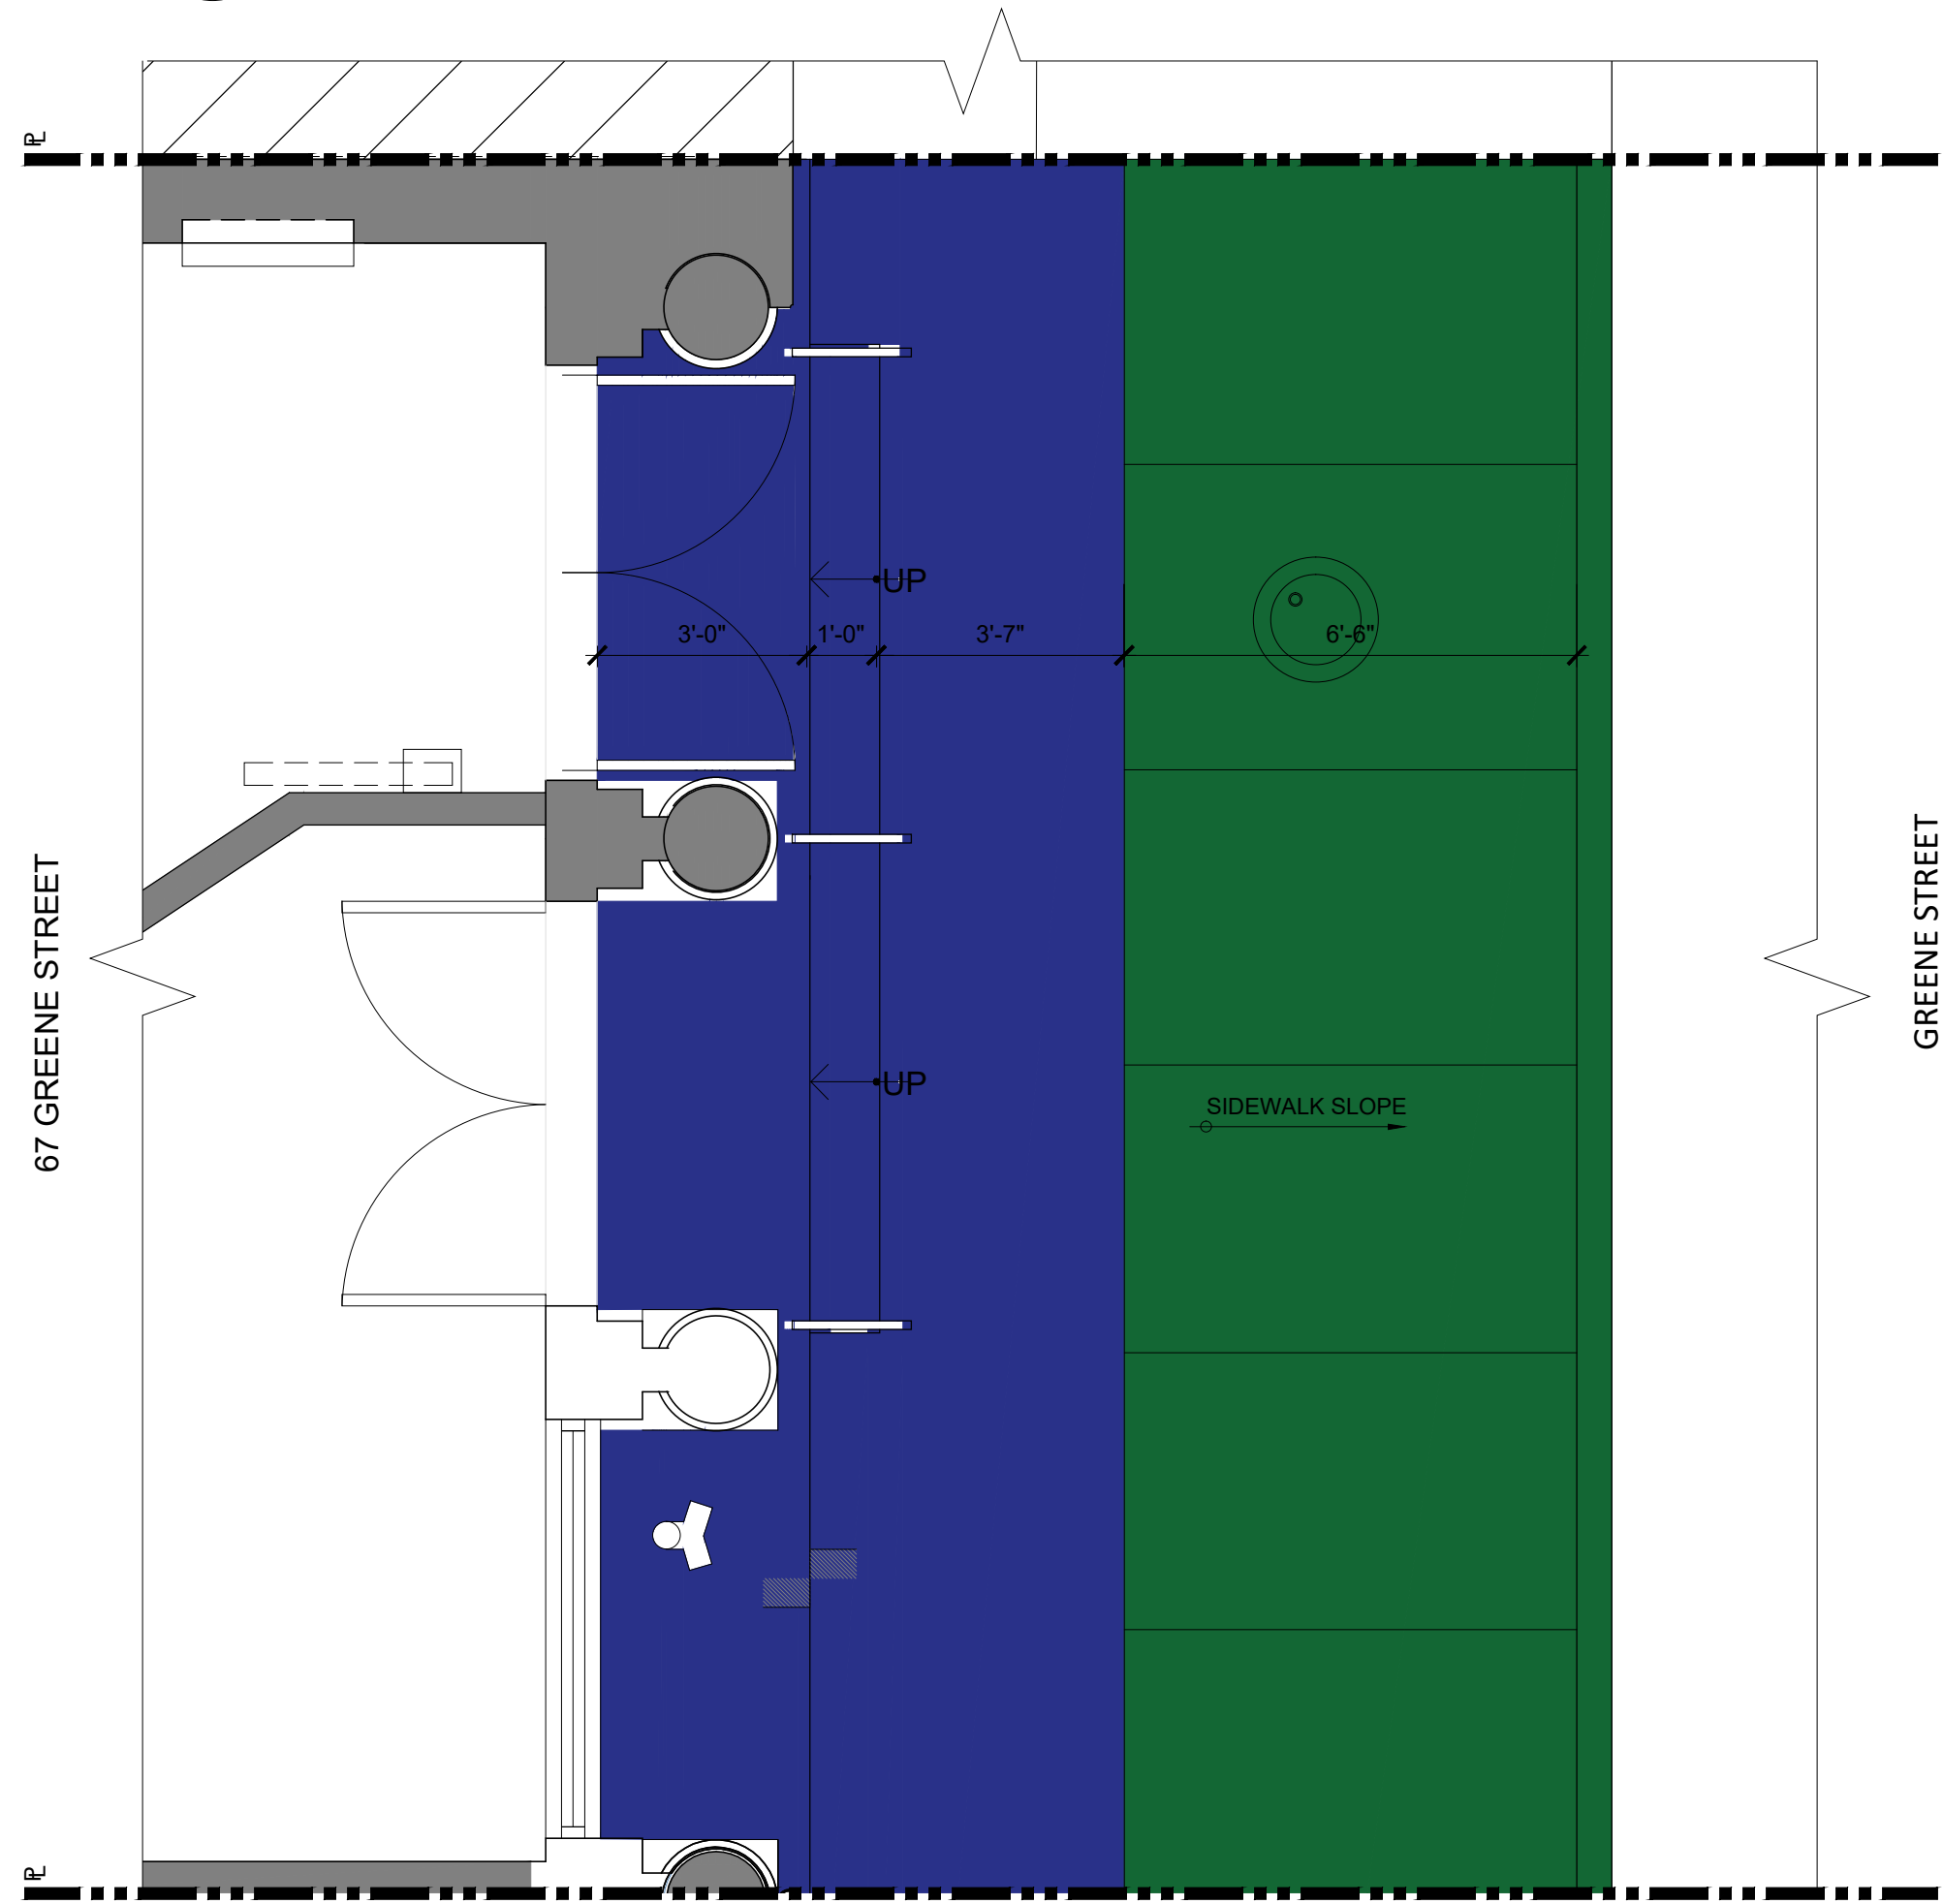 PL
UP
3'-0"
1'-0"
3'-7"
6'-6"
67 GREENE STREET
GREENE STREET
UP
SIDEWALK SLOPE
PL